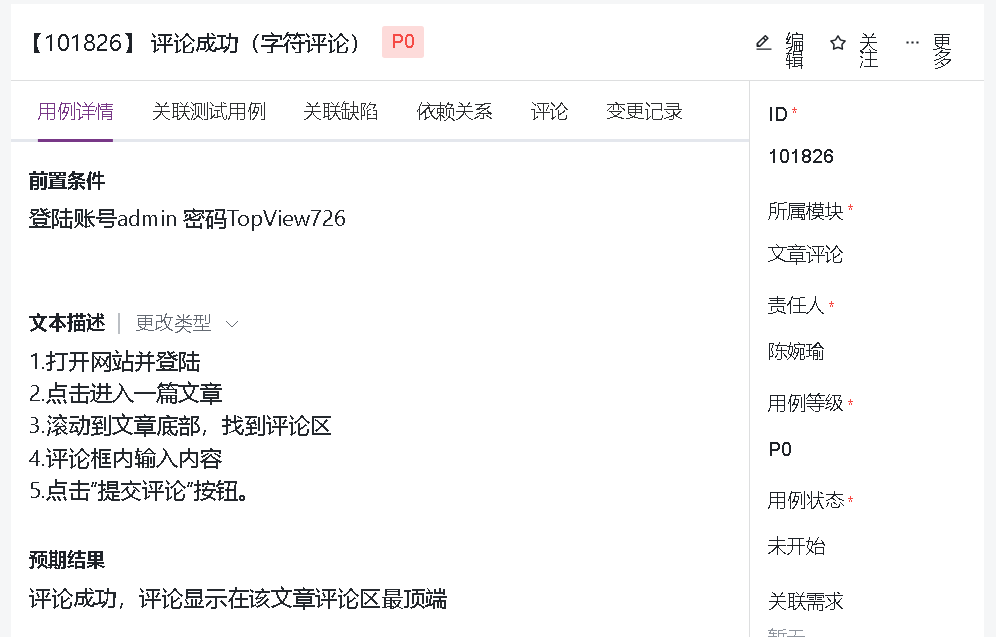 【101826】 评论成功（字符评论） P0
编辑 关注 ··· 更多
用例详情 关联测试用例 关联缺陷 依赖关系 评论 变更记录
前置条件
登陆账号admin 密码TopView726
文本描述 | 更改类型
1.打开网站并登陆
2.点击进入一篇文章
3.滚动到文章底部，找到评论区
4.评论框内输入内容
5.点击“提交评论”按钮。
预期结果
评论成功，评论显示在该文章评论区最顶端
ID *
101826
所属模块 *
文章评论
责任人 *
陈婉瑜
用例等级 *
P0
用例状态 *
未开始
关联需求
暂无